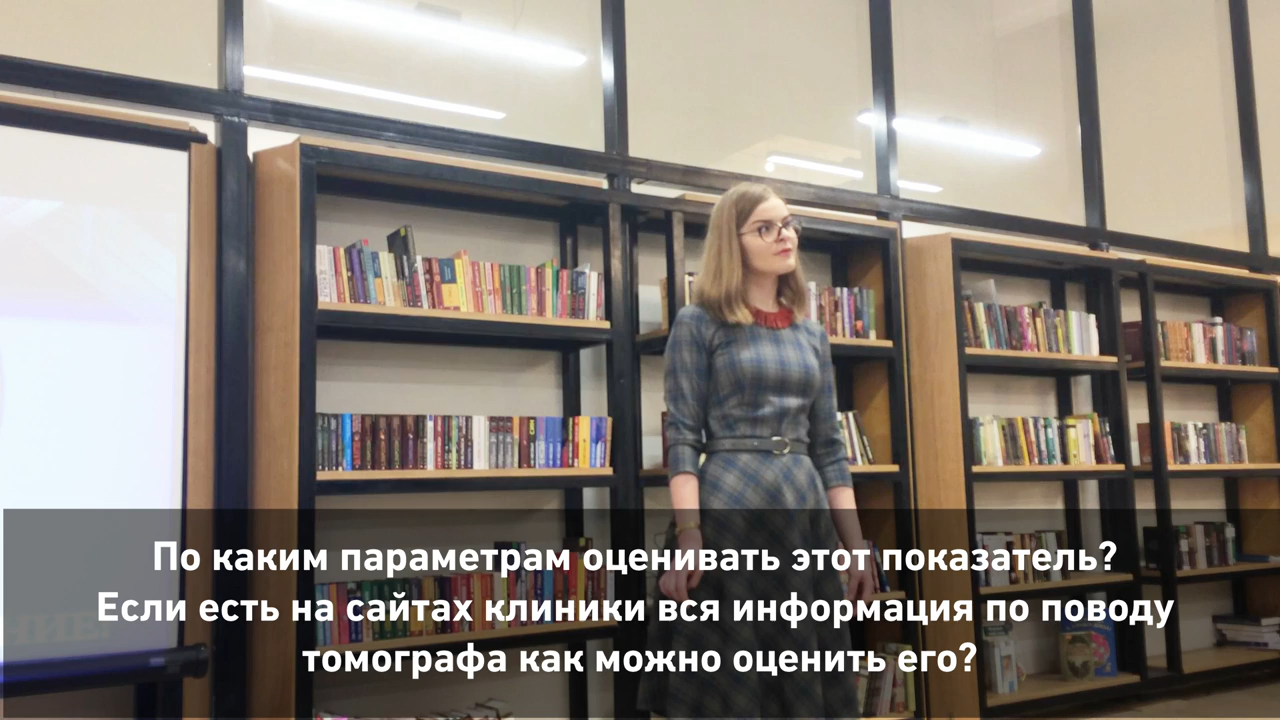 По каким параметрам оценивать этот показатель?
Если есть на сайтах клиники вся информация по поводу
томографа как можно оценить его?